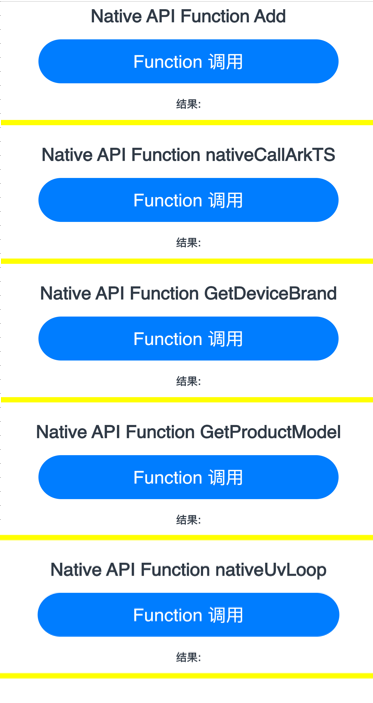 Native API Function Add
Function 调用
结果:
Native API Function nativeCallArkTS
Function 调用
结果:
Native API Function GetDeviceBrand
Function 调用
结果:
Native API Function GetProductModel
Function 调用
结果:
Native API Function nativeUvLoop
Function 调用
结果: